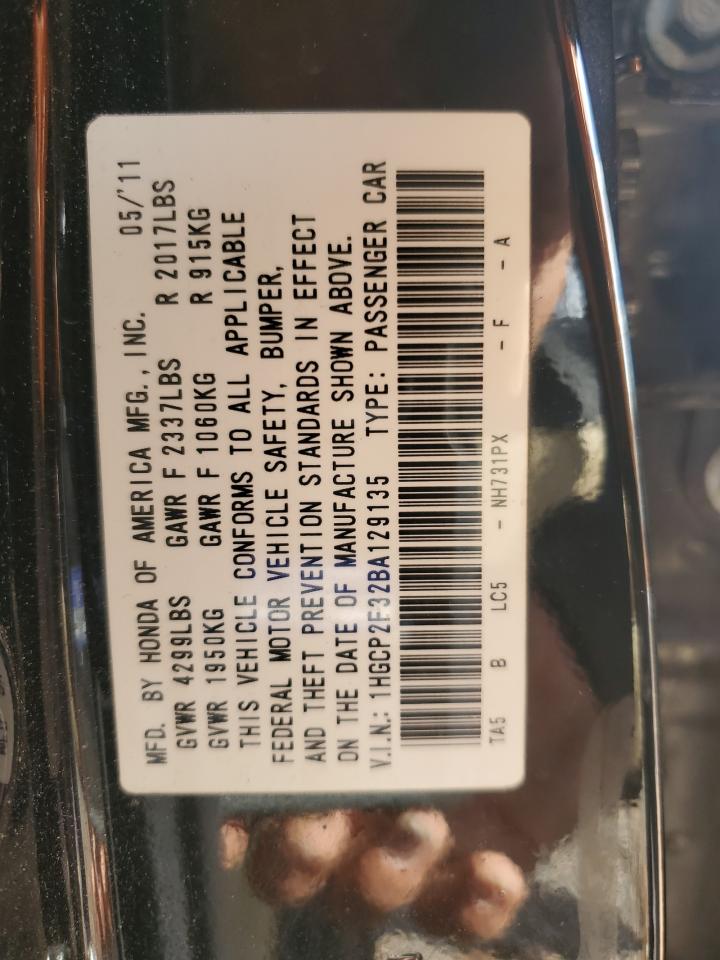 MFD. BY HONDA OF AMERICA MFG., INC. 05/'11
GVWR 4299LBS GAWR F 2337LBS R 2017LBS
GVWR 1950KG GAWR F 1060KG R 915KG
THIS VEHICLE CONFORMS TO ALL APPLICABLE
FEDERAL MOTOR VEHICLE SAFETY, BUMPER,
AND THEFT PREVENTION STANDARDS IN EFFECT
ON THE DATE OF MANUFACTURE SHOWN ABOVE.
V.I.N.: 1HGCP2F32BA129135 TYPE: PASSENGER CAR
TA5 B LC5 - NH731PX - F - A